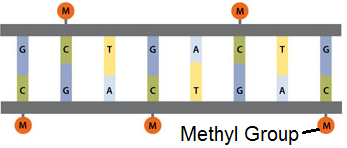 M M
G C T G A C T G
C G A C T G A C
M M M
Methyl Group